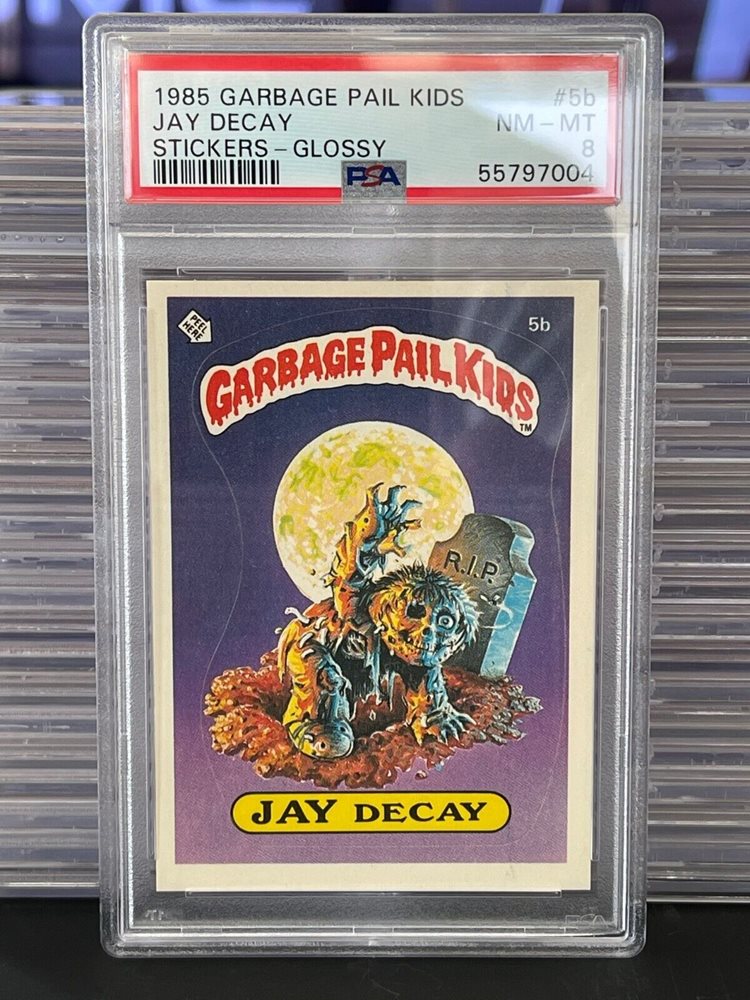 1985 GARBAGE PAIL KIDS #5b
JAY DECAY NM – MT
STICKERS – GLOSSY 8
PSA 55797004
PEEL
HERE
5b
GARBAGE PAIL KIDS
TM
R.I.P.
JAY DECAY
PSA